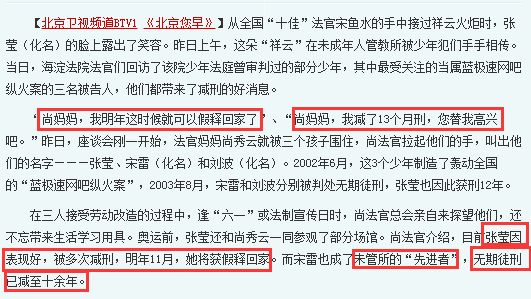 【北京卫视频道BTV1 《北京您早》】从全国“十佳”法官宋鱼水的手中接过祥云火炬时，张
莹（化名）的脸上露出了笑容。昨日上午，这朵“祥云”在未成年人管教所被少年犯们手手相传。
当日，海淀法院法官们回访了该院少年法庭曾审判过的部分少年，其中最受关注的当属蓝极速网吧
纵火案的三名被告人，他们都带来了减刑的好消息。
“尚妈妈，我明年这时候就可以假释回家了”、“尚妈妈，我减了13个月刑，您替我高兴
吧。”昨日，座谈会刚一开始，法官妈妈尚秀云就被三个孩子围住，尚法官拉起他们的手，叫出他
们的名字———张莹、宋雷（化名）和刘波（化名）。2002年6月，这3个少年制造了轰动全国
的“蓝极速网吧纵火案”，2003年8月，宋雷和刘波分别被判处无期徒刑，张莹也因此获刑12年。
在三人接受劳动改造的过程中，逢“六一”或法制宣传日时，尚法官总会亲自来探望他们，还
不忘带来生活学习用具。奥运前，张莹还和尚秀云一同参观了部分场馆。尚法官介绍，目前张莹因
表现好，被多次减刑，明年11月，她将获假释回家。而宋雷也成了未管所的“先进者”，无期徒刑
已减至十余年。